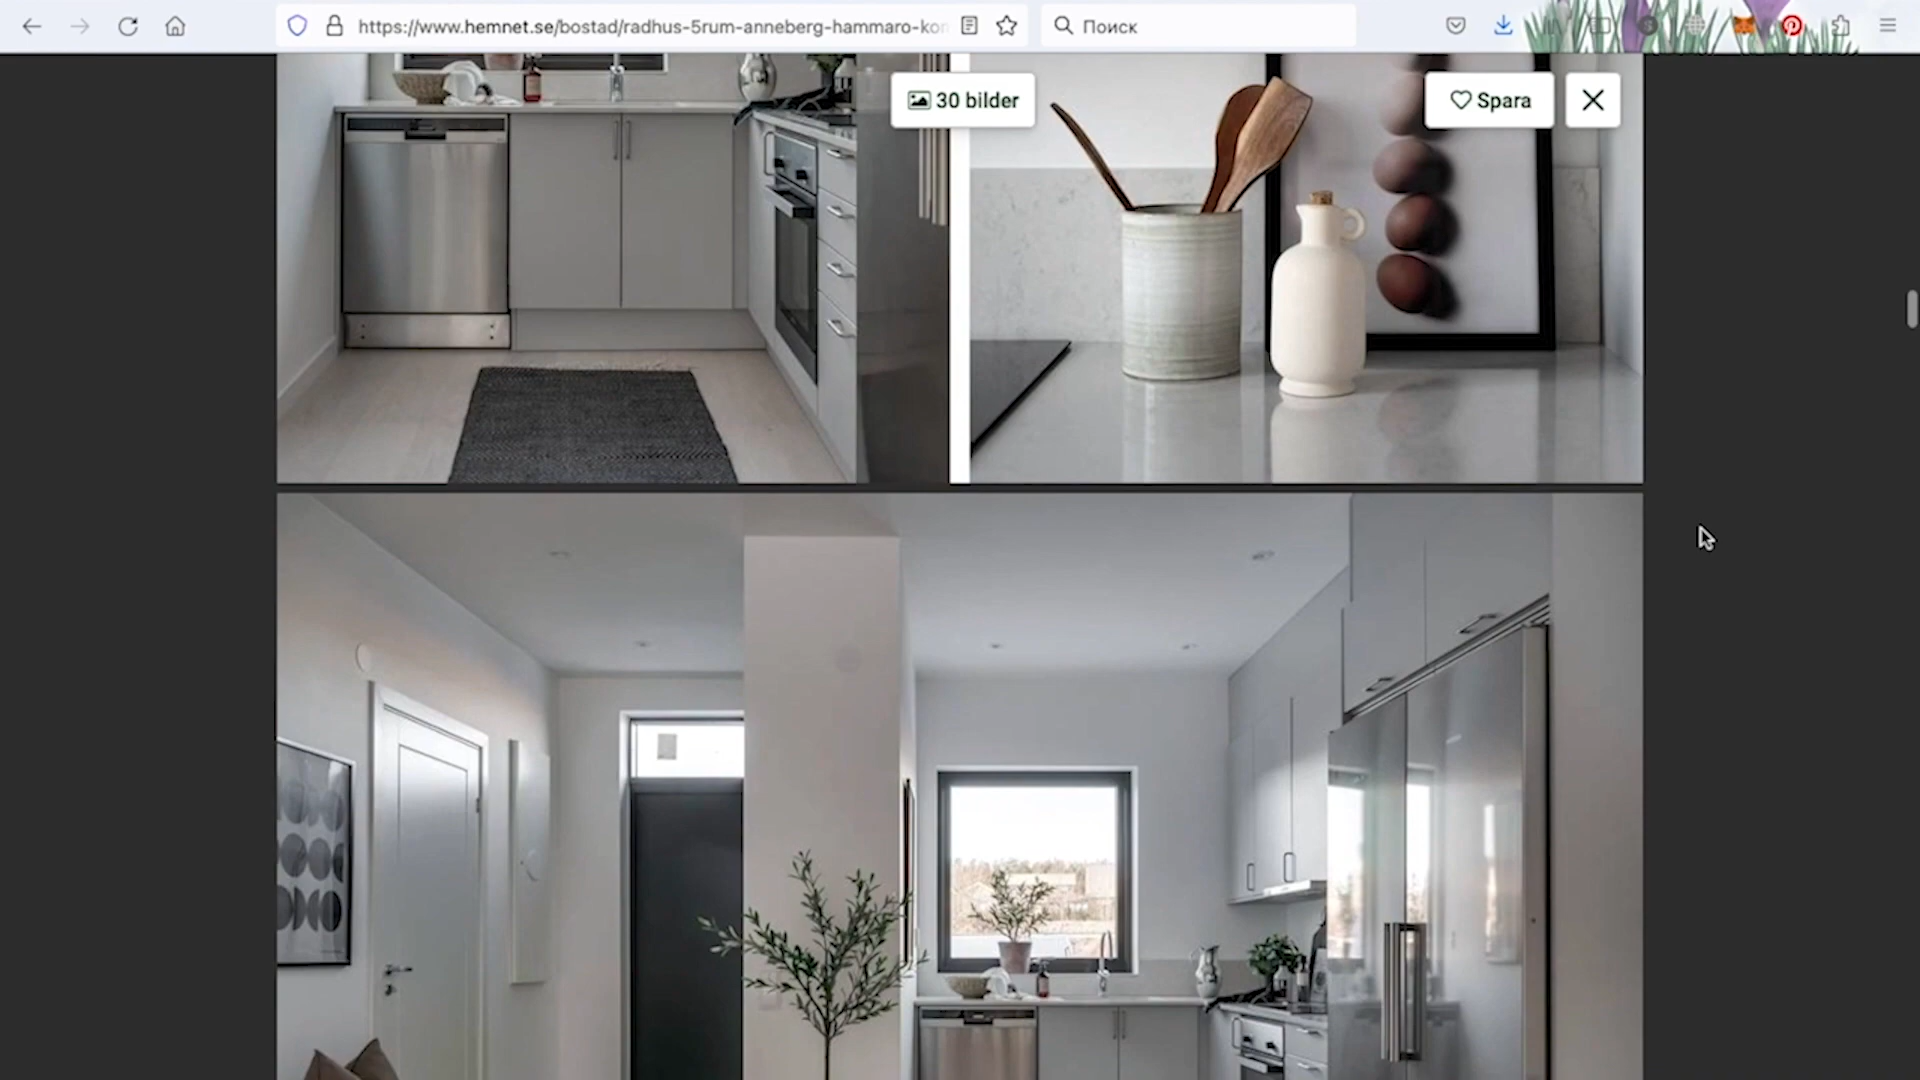 https://www.hemnet.se/bostad/radhus-5rum-anneberg-hammaro-kon
Поиск
30 bilder
Spara